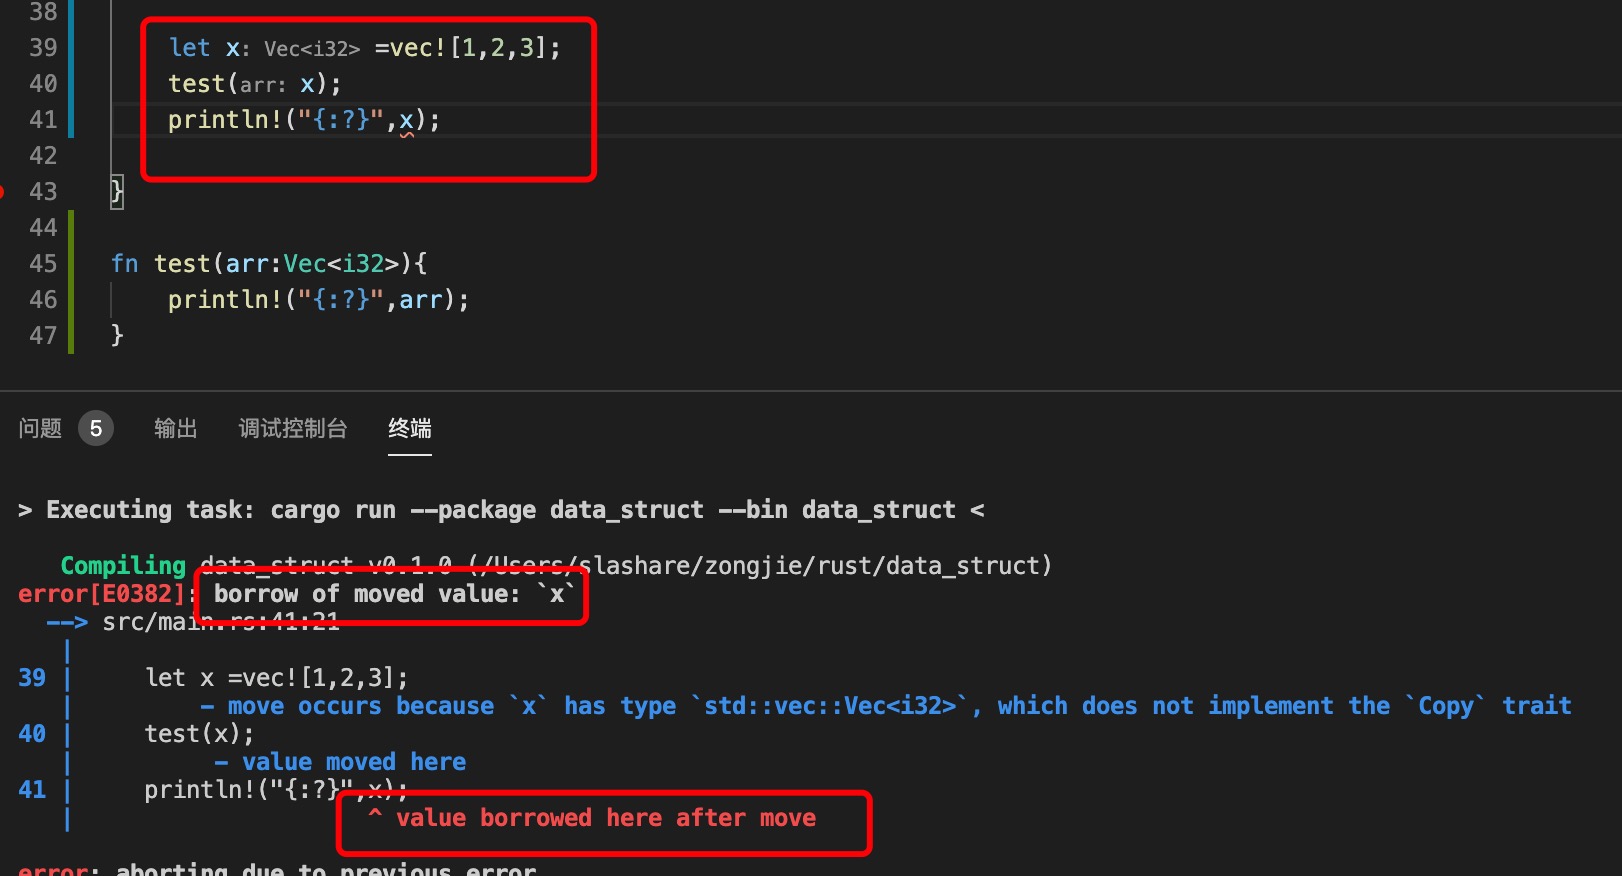 38
39 let x: Vec<i32> =vec![1,2,3];
40 test(arr: x);
41 println!("{:?}",x);
42
43 }
44
45 fn test(arr:Vec<i32>){
46 println!("{:?}",arr);
47 }
问题 5 输出 调试控制台 终端
> Executing task: cargo run --package data_struct --bin data_struct <
Compiling data_struct v0.1.0 (/Users/slashare/zongjie/rust/data_struct)
error[E0382]: borrow of moved value: `x`
--> src/main.rs:41:21
|
39 | let x =vec![1,2,3];
| - move occurs because `x` has type `std::vec::Vec<i32>`, which does not implement the `Copy` trait
40 | test(x);
| - value moved here
41 | println!("{:?}",x);
| ^ value borrowed here after move
error: aborting due to previous error